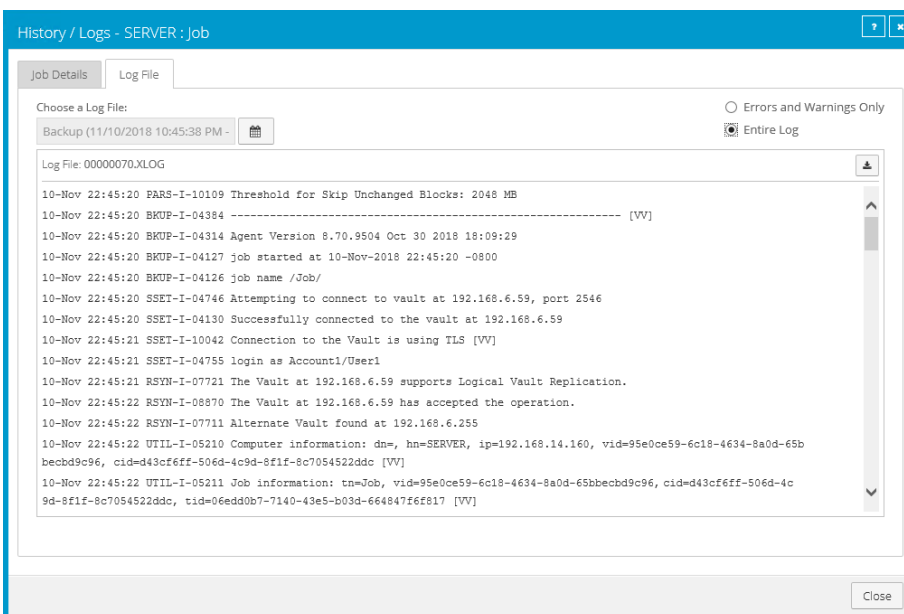 History / Logs - SERVER : Job
?
×
Job Details
Log File
Choose a Log File:
Backup (11/10/2018 10:45:38 PM -
Errors and Warnings Only
Entire Log
Log File: 00000070.XLOG
10-Nov 22:45:20 PARS-I-10109 Threshold for Skip Unchanged Blocks: 2048 MB
10-Nov 22:45:20 BKUP-I-04384 ------------------------------------------------------------ [VV]
10-Nov 22:45:20 BKUP-I-04314 Agent Version 8.70.9504 Oct 30 2018 18:09:29
10-Nov 22:45:20 BKUP-I-04127 job started at 10-Nov-2018 22:45:20 -0800
10-Nov 22:45:20 BKUP-I-04126 job name /Job/
10-Nov 22:45:20 SSET-I-04746 Attempting to connect to vault at 192.168.6.59, port 2546
10-Nov 22:45:20 SSET-I-04130 Successfully connected to the vault at 192.168.6.59
10-Nov 22:45:21 SSET-I-10042 Connection to the Vault is using TLS [VV]
10-Nov 22:45:21 SSET-I-04755 login as Account1/User1
10-Nov 22:45:21 RSYN-I-07721 The Vault at 192.168.6.59 supports Logical Vault Replication.
10-Nov 22:45:22 RSYN-I-08870 The Vault at 192.168.6.59 has accepted the operation.
10-Nov 22:45:22 RSYN-I-07711 Alternate Vault found at 192.168.6.255
10-Nov 22:45:22 UTIL-I-05210 Computer information: dn=, hn=SERVER, ip=192.168.14.160, vid=95e0ce59-6c18-4634-8a0d-65b
becbd9c96, cid=d43cf6ff-506d-4c9d-8f1f-8c7054522ddc [VV]
10-Nov 22:45:22 UTIL-I-05211 Job information: tn=Job, vid=95e0ce59-6c18-4634-8a0d-65bbecbd9c96, cid=d43cf6ff-506d-4c
9d-8f1f-8c7054522ddc, tid=06edd0b7-7140-43e5-b03d-664847f6f817 [VV]
Close